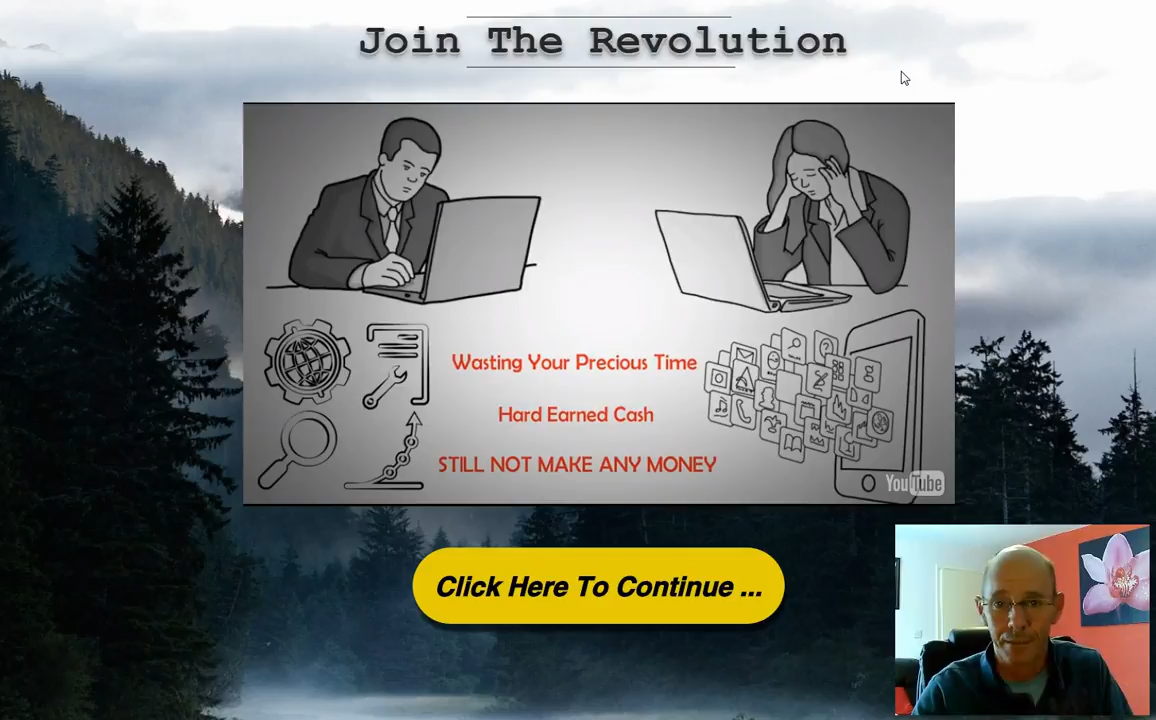 Join The Revolution
Wasting Your Precious Time
Hard Earned Cash
STILL NOT MAKE ANY MONEY
YouTube
Click Here To Continue ...